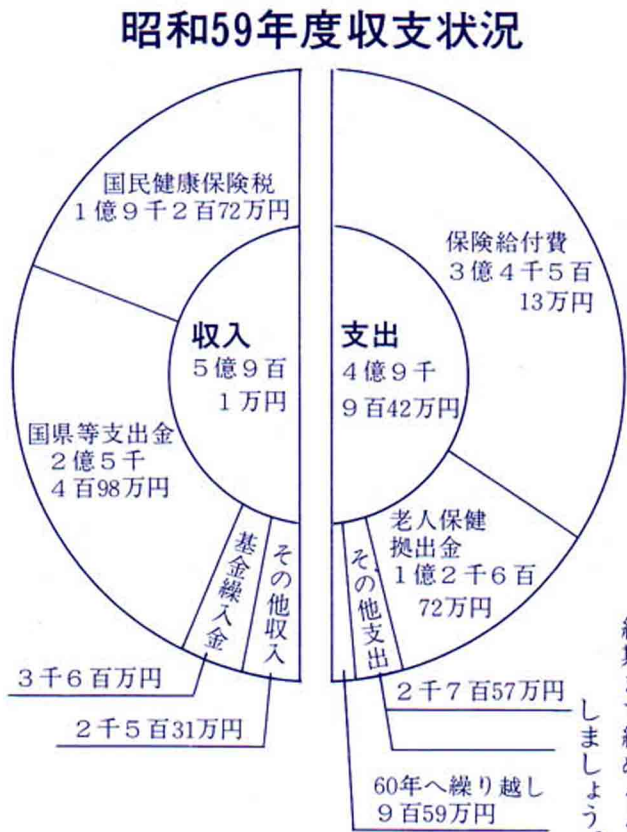 昭和59年度収支状況
国民健康保険税
1億9千2百72万円
収入
5億9百
1万円
国県等支出金
2億5千
4百98万円
基金繰入金
その他収入
3千6百万円
2千5百31万円
保険給付費
3億4千5百
13万円
支出
4億9千
9百42万円
老人保健
拠出金
1億2千6百
72万円
その他支出
2千7百57万円
60年へ繰り越し
9百59万円
しましょう。